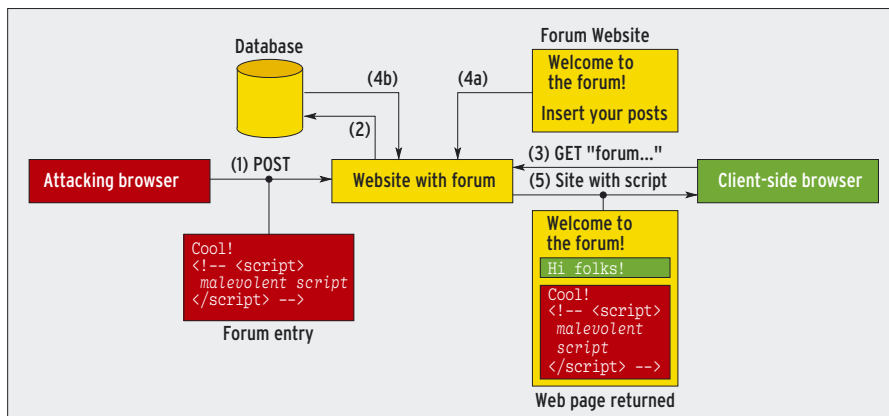 Database
Forum Website
Welcome to
the forum!
Insert your posts
(4b)
(4a)
(2)
(1) POST
(3) GET "forum..."
Attacking browser
Website with forum
(5) Site with script
Client-side browser
Cool!
<!-- <script>
malevolent script
</script> -->
Forum entry
Welcome to
the forum!
Hi folks!
Cool!
<!-- <script>
malevolent
script
</script> -->
Web page returned